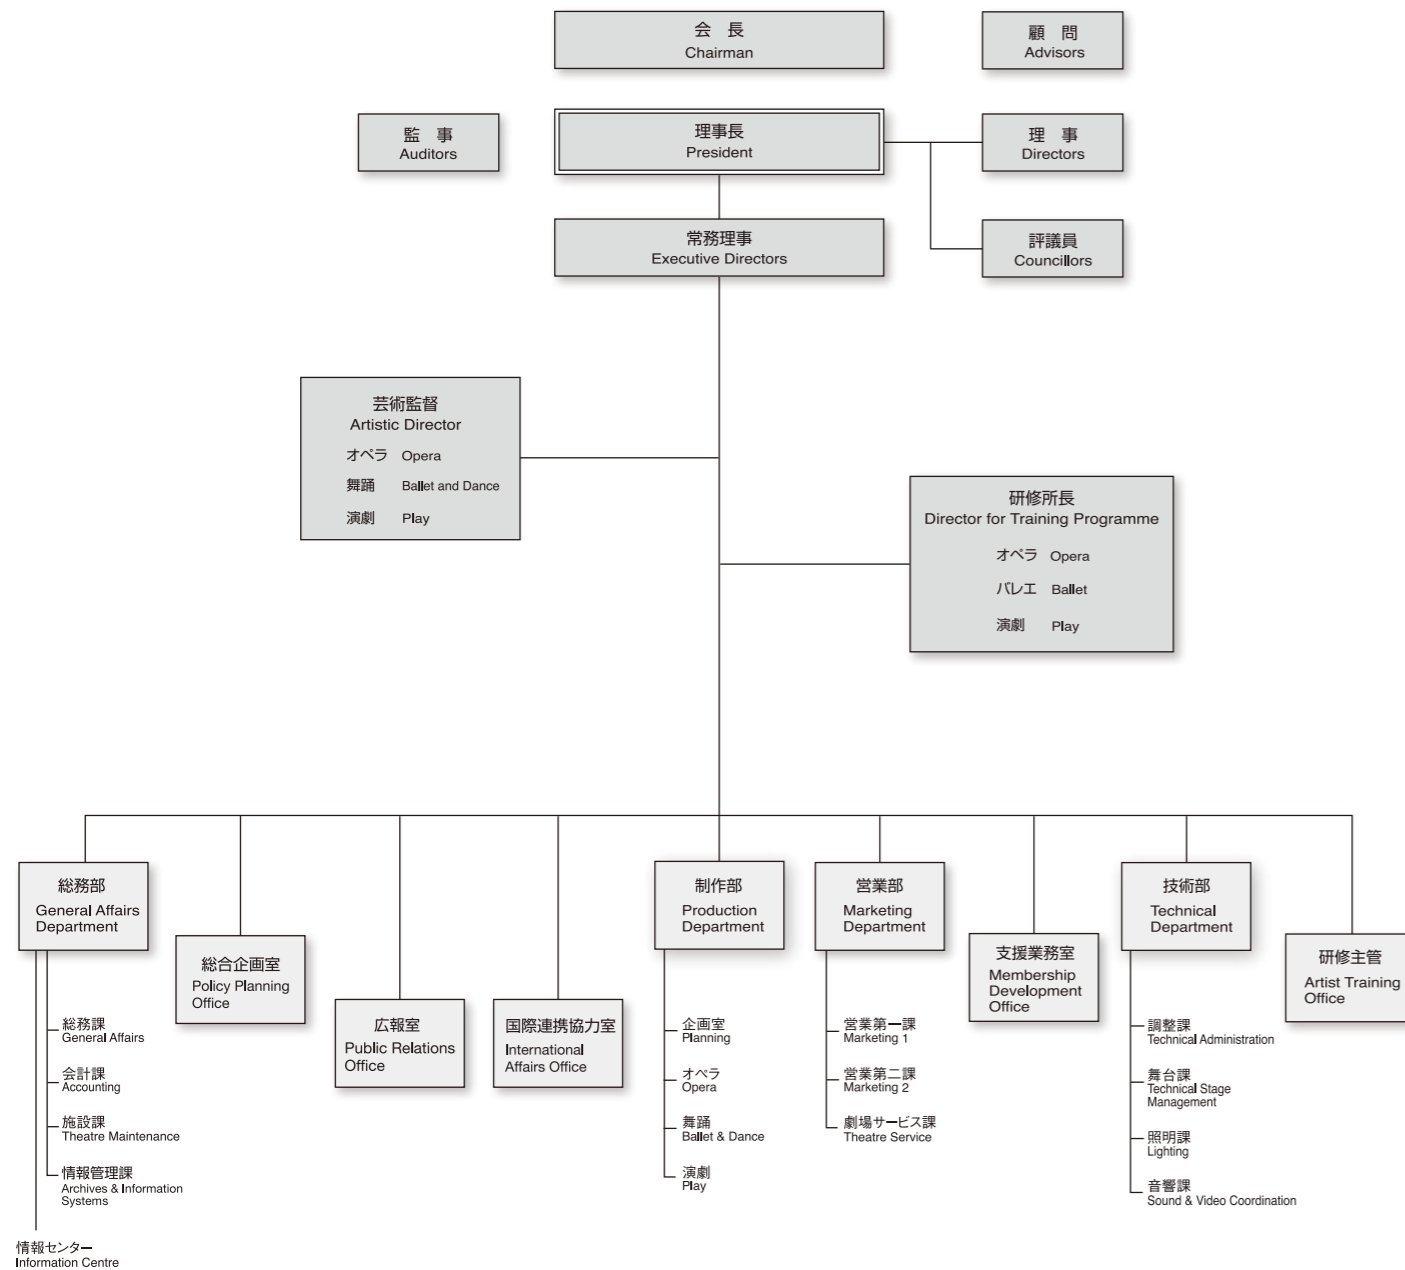 会　長
Chairman
顧　問
Advisors
監　事
Auditors
理事長
President
理　事
Directors
常務理事
Executive Directors
評議員
Councillors
芸術監督
Artistic Director
オペラ Opera
舞踊 Ballet and Dance
演劇 Play
研修所長
Director for Training Programme
オペラ Opera
バレエ Ballet
演劇 Play
総務部
General Affairs
Department
総務課
General Affairs
会計課
Accounting
施設課
Theatre Maintenance
情報管理課
Archives & Information
Systems
情報センター
Information Centre
総合企画室
Policy Planning
Office
広報室
Public Relations
Office
国際連携協力室
International
Affairs Office
制作部
Production
Department
企画室
Planning
オペラ
Opera
舞踊
Ballet & Dance
演劇
Play
営業部
Marketing
Department
営業第一課
Marketing 1
営業第二課
Marketing 2
劇場サービス課
Theatre Service
支援業務室
Membership
Development
Office
技術部
Technical
Department
調整課
Technical Administration
舞台課
Technical Stage
Management
照明課
Lighting
音響課
Sound & Video Coordination
研修主管
Artist Training
Office